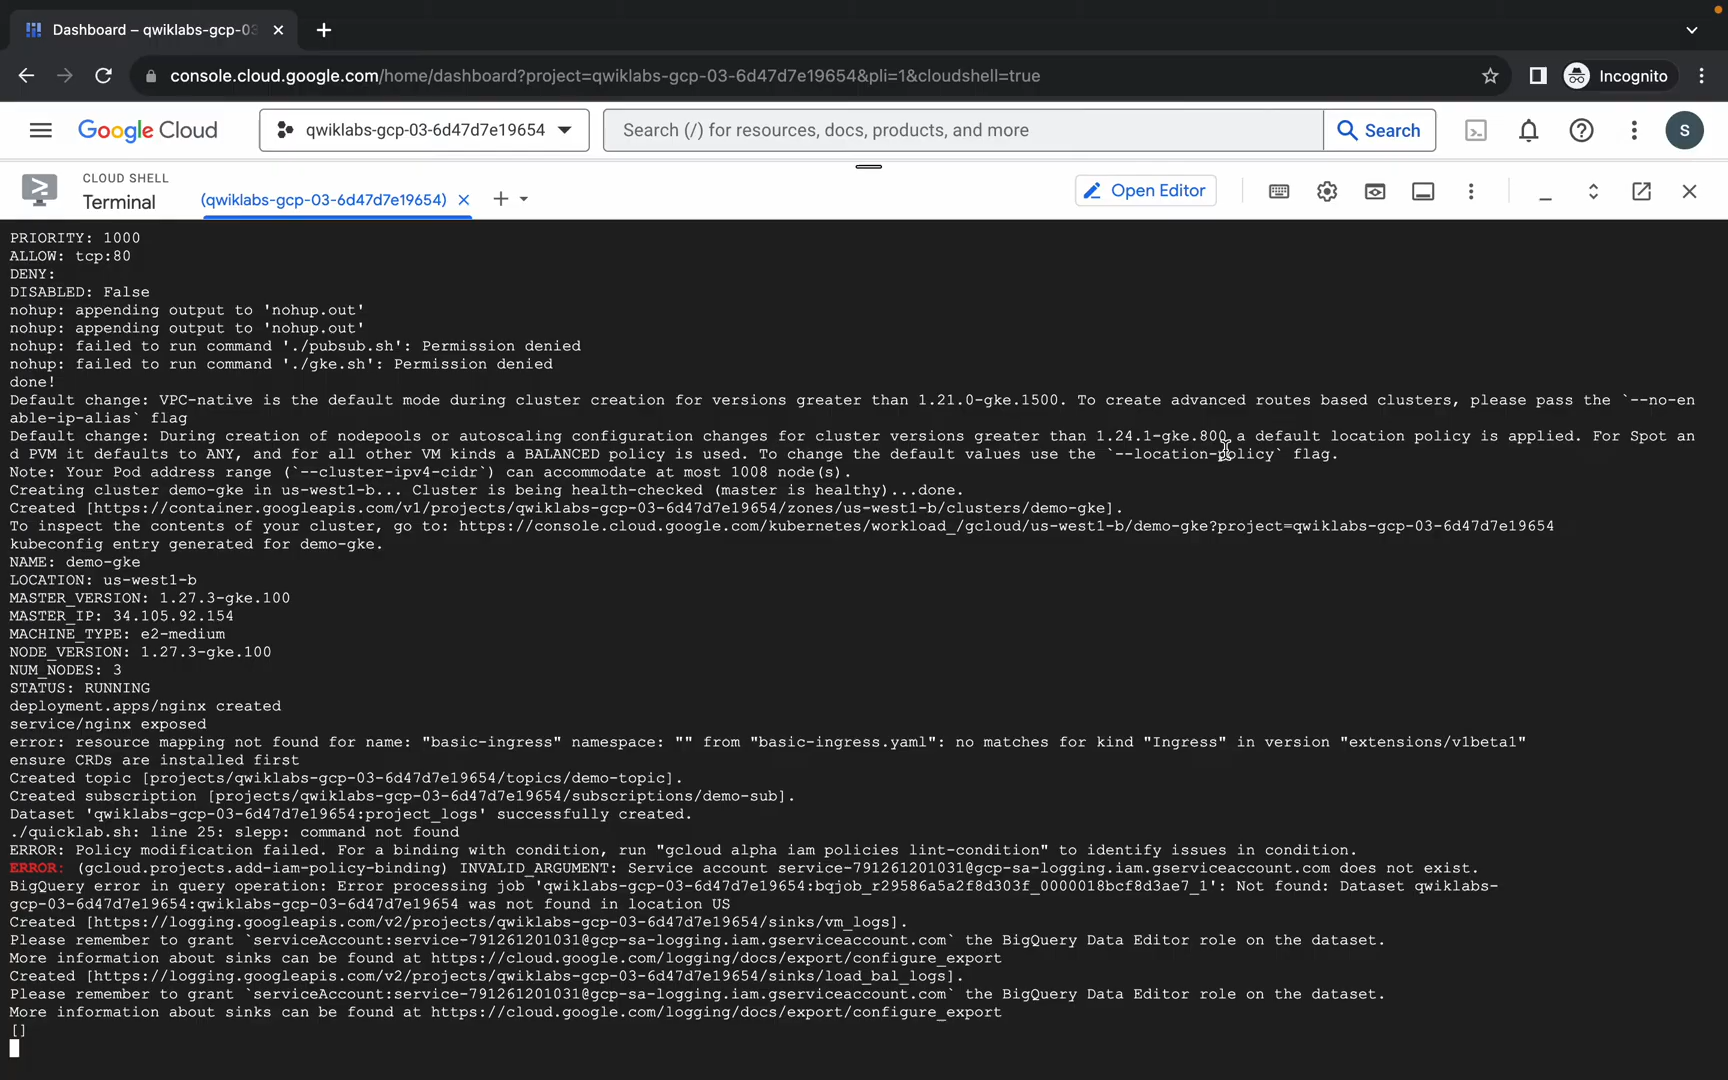 Dashboard – qwiklabs-gcp-03
console.cloud.google.com/home/dashboard?project=qwiklabs-gcp-03-6d47d7e19654&pli=1&cloudshell=true
Incognito
Google Cloud
qwiklabs-gcp-03-6d47d7e19654
Search (/) for resources, docs, products, and more
Search
S
CLOUD SHELL
Terminal
(qwiklabs-gcp-03-6d47d7e19654)
Open Editor
PRIORITY: 1000
ALLOW: tcp:80
DENY:
DISABLED: False
nohup: appending output to 'nohup.out'
nohup: appending output to 'nohup.out'
nohup: failed to run command './pubsub.sh': Permission denied
nohup: failed to run command './gke.sh': Permission denied
done!
Default change: VPC-native is the default mode during cluster creation for versions greater than 1.21.0-gke.1500. To create advanced routes based clusters, please pass the `--no-en
able-ip-alias` flag
Default change: During creation of nodepools or autoscaling configuration changes for cluster versions greater than 1.24.1-gke.800 a default location policy is applied. For Spot an
d PVM it defaults to ANY, and for all other VM kinds a BALANCED policy is used. To change the default values use the `--location-policy` flag.
Note: Your Pod address range (`--cluster-ipv4-cidr`) can accommodate at most 1008 node(s).
Creating cluster demo-gke in us-west1-b... Cluster is being health-checked (master is healthy)...done.
Created [https://container.googleapis.com/v1/projects/qwiklabs-gcp-03-6d47d7e19654/zones/us-west1-b/clusters/demo-gke].
To inspect the contents of your cluster, go to: https://console.cloud.google.com/kubernetes/workload_/gcloud/us-west1-b/demo-gke?project=qwiklabs-gcp-03-6d47d7e19654
kubeconfig entry generated for demo-gke.
NAME: demo-gke
LOCATION: us-west1-b
MASTER_VERSION: 1.27.3-gke.100
MASTER_IP: 34.105.92.154
MACHINE_TYPE: e2-medium
NODE_VERSION: 1.27.3-gke.100
NUM_NODES: 3
STATUS: RUNNING
deployment.apps/nginx created
service/nginx exposed
error: resource mapping not found for name: "basic-ingress" namespace: "" from "basic-ingress.yaml": no matches for kind "Ingress" in version "extensions/v1beta1"
ensure CRDs are installed first
Created topic [projects/qwiklabs-gcp-03-6d47d7e19654/topics/demo-topic].
Created subscription [projects/qwiklabs-gcp-03-6d47d7e19654/subscriptions/demo-sub].
Dataset 'qwiklabs-gcp-03-6d47d7e19654:project_logs' successfully created.
./quicklab.sh: line 25: slepp: command not found
ERROR: Policy modification failed. For a binding with condition, run "gcloud alpha iam policies lint-condition" to identify issues in condition.
ERROR: (gcloud.projects.add-iam-policy-binding) INVALID_ARGUMENT: Service account service-791261201031@gcp-sa-logging.iam.gserviceaccount.com does not exist.
BigQuery error in query operation: Error processing job 'qwiklabs-gcp-03-6d47d7e19654:bqjob_r29586a5a2f8d303f_0000018bcf8d3ae7_1': Not found: Dataset qwiklabs-
gcp-03-6d47d7e19654:qwiklabs-gcp-03-6d47d7e19654 was not found in location US
Created [https://logging.googleapis.com/v2/projects/qwiklabs-gcp-03-6d47d7e19654/sinks/vm_logs].
Please remember to grant `serviceAccount:service-791261201031@gcp-sa-logging.iam.gserviceaccount.com` the BigQuery Data Editor role on the dataset.
More information about sinks can be found at https://cloud.google.com/logging/docs/export/configure_export
Created [https://logging.googleapis.com/v2/projects/qwiklabs-gcp-03-6d47d7e19654/sinks/load_bal_logs].
Please remember to grant `serviceAccount:service-791261201031@gcp-sa-logging.iam.gserviceaccount.com` the BigQuery Data Editor role on the dataset.
More information about sinks can be found at https://cloud.google.com/logging/docs/export/configure_export
[]